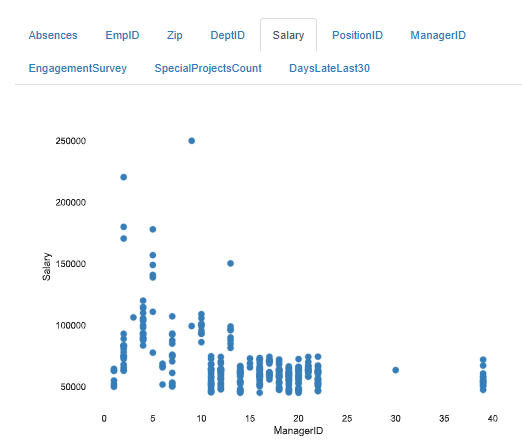 Absences EmpID Zip DeptID Salary PositionID ManagerID
EngagementSurvey SpecialProjectsCount DaysLateLast30
250000
200000
150000
100000
50000
Salary
0 5 10 15 20 25 30 35 40
ManagerID